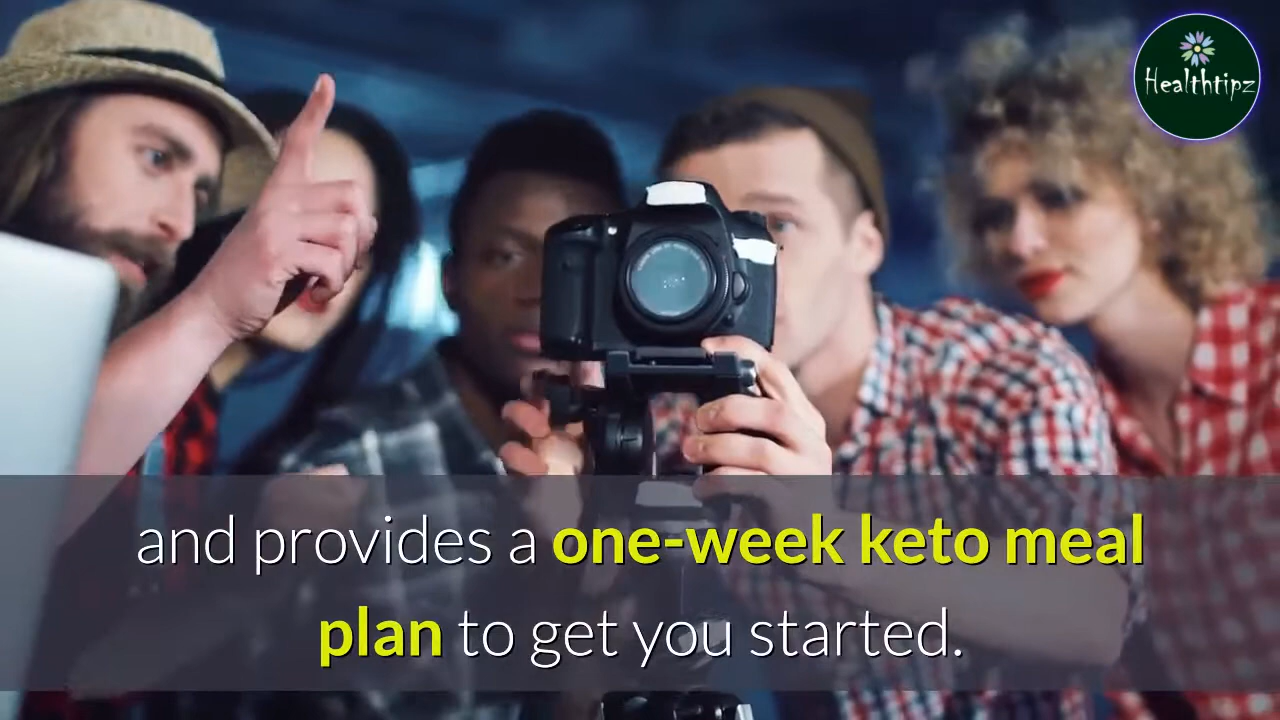 Healthtipz
and provides a one-week keto meal
plan to get you started.